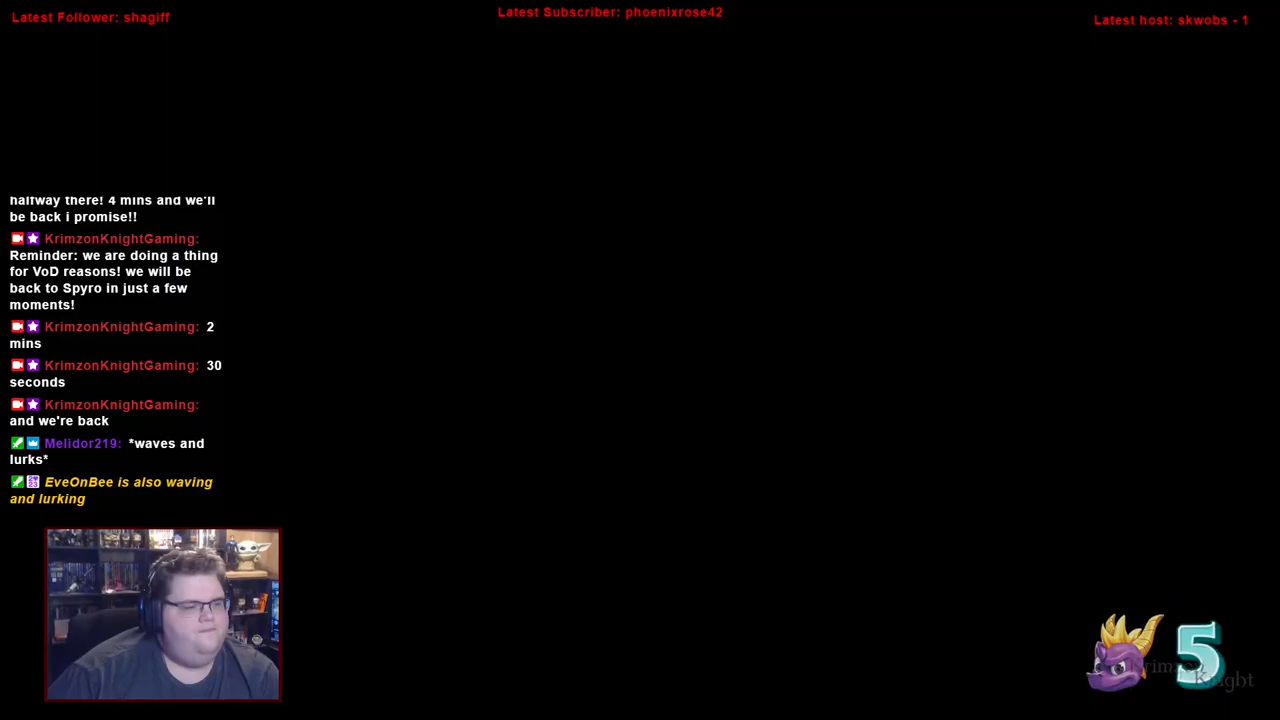 Latest Follower: shagiff
Latest Subscriber: phoenixrose42
Latest host: skwobs - 1
halfway there! 4 mins and we'll
be back i promise!!
KrimzonKnightGaming:
Reminder: we are doing a thing
for VoD reasons! we will be
back to Spyro in just a few
moments!
KrimzonKnightGaming: 2
mins
KrimzonKnightGaming: 30
seconds
KrimzonKnightGaming:
and we're back
Melidor219: *waves and
lurks*
EveOnBee is also waving
and lurking
5
Krimzon
Knight